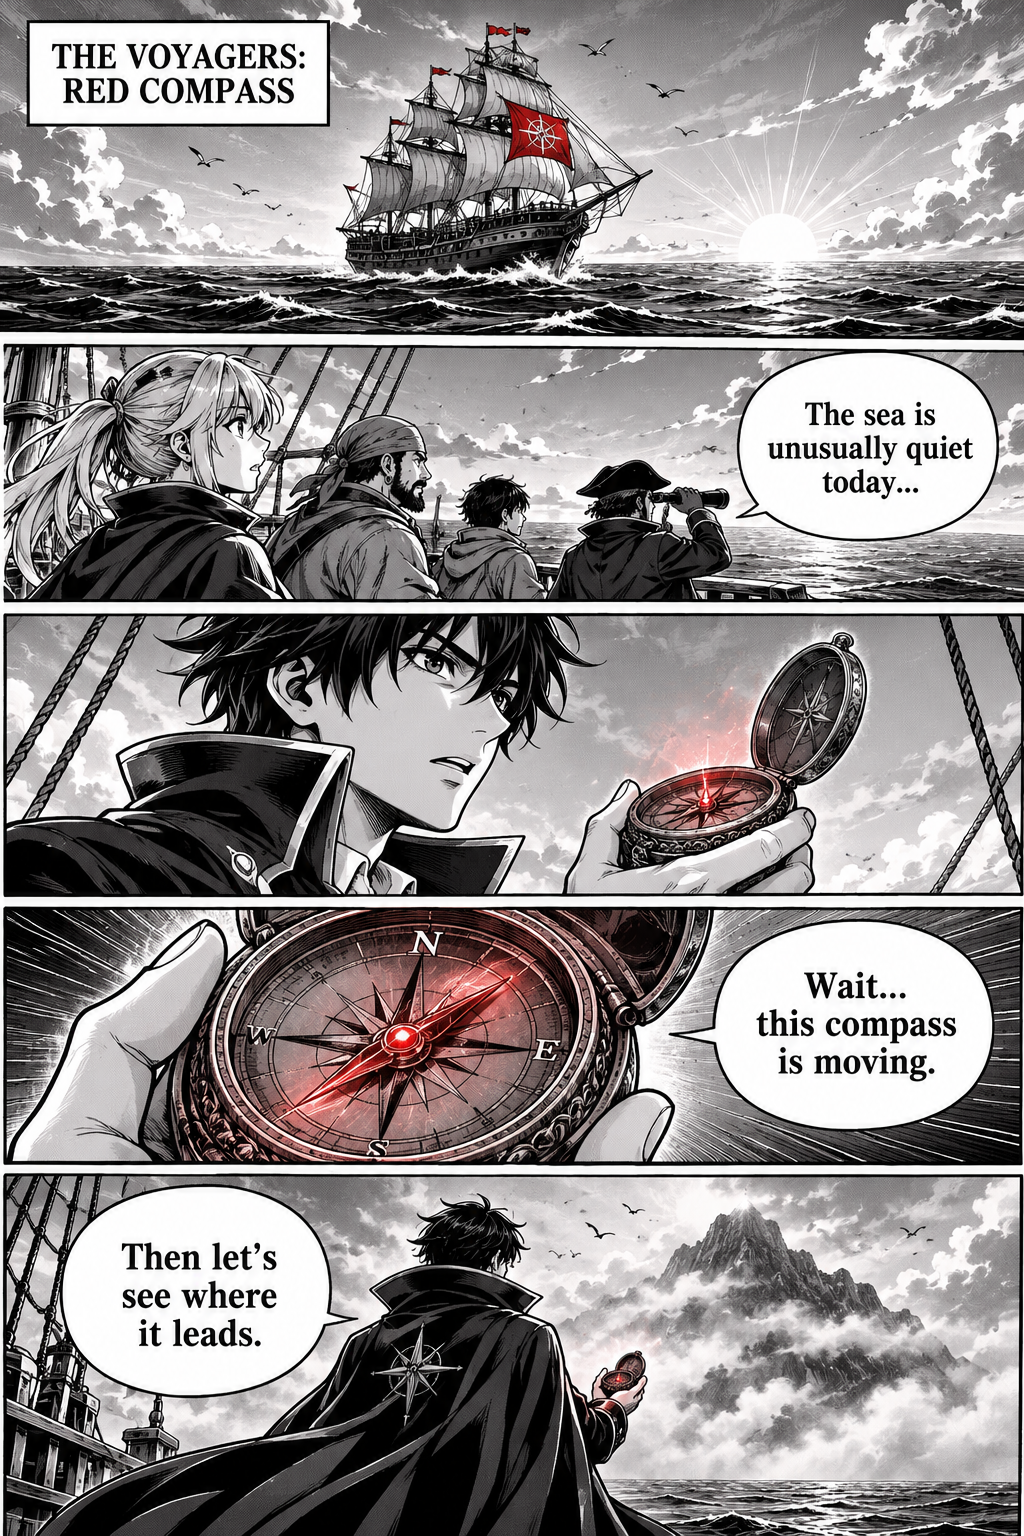 THE VOYAGERS:
RED COMPASS
The sea is
unusually quiet
today...
N
W
E
S
Wait...
this compass
is moving.
Then let's
see where
it leads.